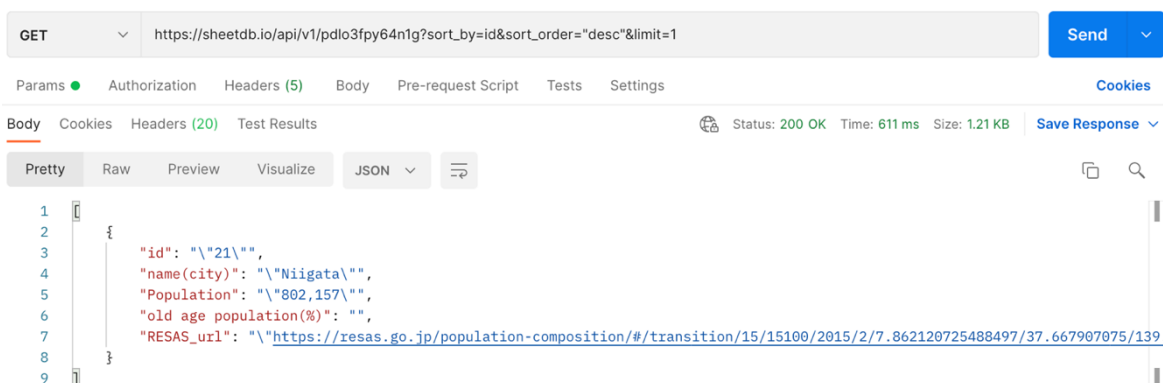 GET https://sheetdb.io/api/v1/pdlo3fpy64n1g?sort_by=id&sort_order="desc"&limit=1 Send
Params Authorization Headers (5) Body Pre-request Script Tests Settings Cookies
Body Cookies Headers (20) Test Results Status: 200 OK Time: 611 ms Size: 1.21 KB Save Response
Pretty Raw Preview Visualize JSON
1 [
2 {
3 "id": "\"21\"",
4 "name(city)": "\"Niigata\"",
5 "Population": "\"802,157\"",
6 "old age population(%)": "",
7 "RESAS_url": "\"https://resas.go.jp/population-composition/#/transition/15/15100/2015/2/7.862120725488497/37.667907075/139
8 }
9 ]